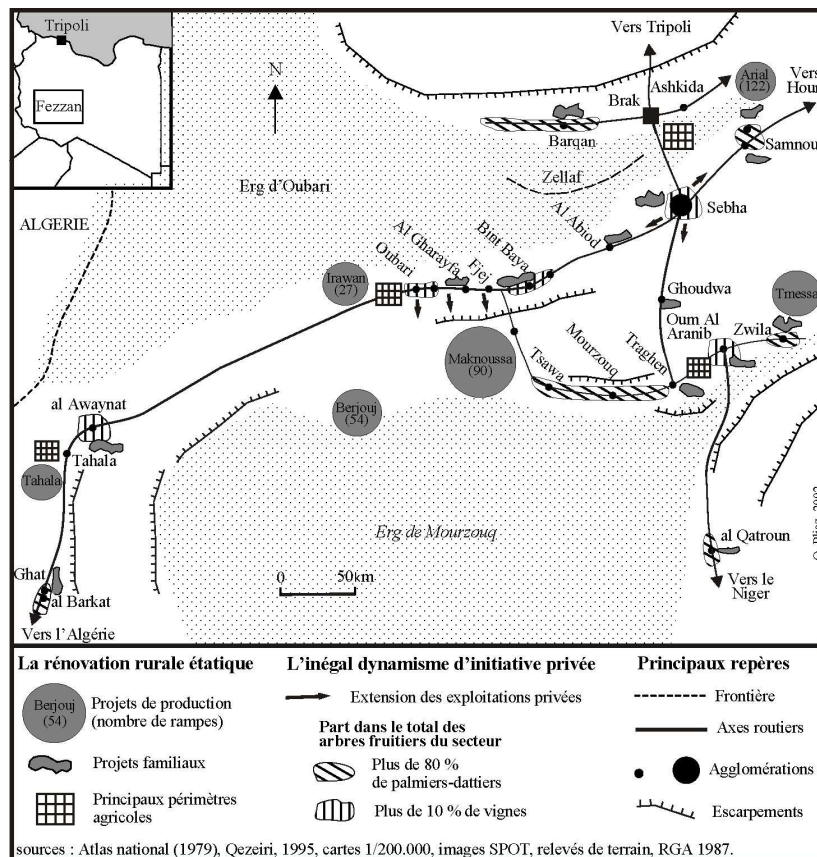 Tripoli
Fezzan
N
Vers Tripoli
Ashkida
Brak
Arial
(122)
Vers
Houn
Barqan
Samnou
Erg d'Oubari
Zellaf
ALGERIE
Sebha
Al Abiod
Bint Baya
Fjej
Al Gharayfa
Oubari
Irawan
(27)
Ghoudwa
Tmessa
Oum Al
Aranib
Zwila
Maknoussa
(90)
Mourzouq
Traghen
Tsawa
al Awaynat
Berjouj
(54)
Tahala
Tahala
Erg de Mourzouq
al Qatroun
Ghat
al Barkat
0 50km
Vers le
Niger
Vers l'Algérie
La rénovation rurale étatique
Berjouj
(54)
Projets de production
(nombre de rampes)
Projets familiaux
Principaux périmètres
agricoles
L'inégal dynamisme d'initiative privée
Extension des exploitations privées
Part dans le total des
arbres fruitiers du secteur
Plus de 80 %
de palmiers-dattiers
Plus de 10 % de vignes
Principaux repères
Frontière
Axes routiers
Agglomérations
Escarpements
sources : Atlas national (1979), Qezeiri, 1995, cartes 1/200.000, images SPOT, relevés de terrain, RGA 1987.